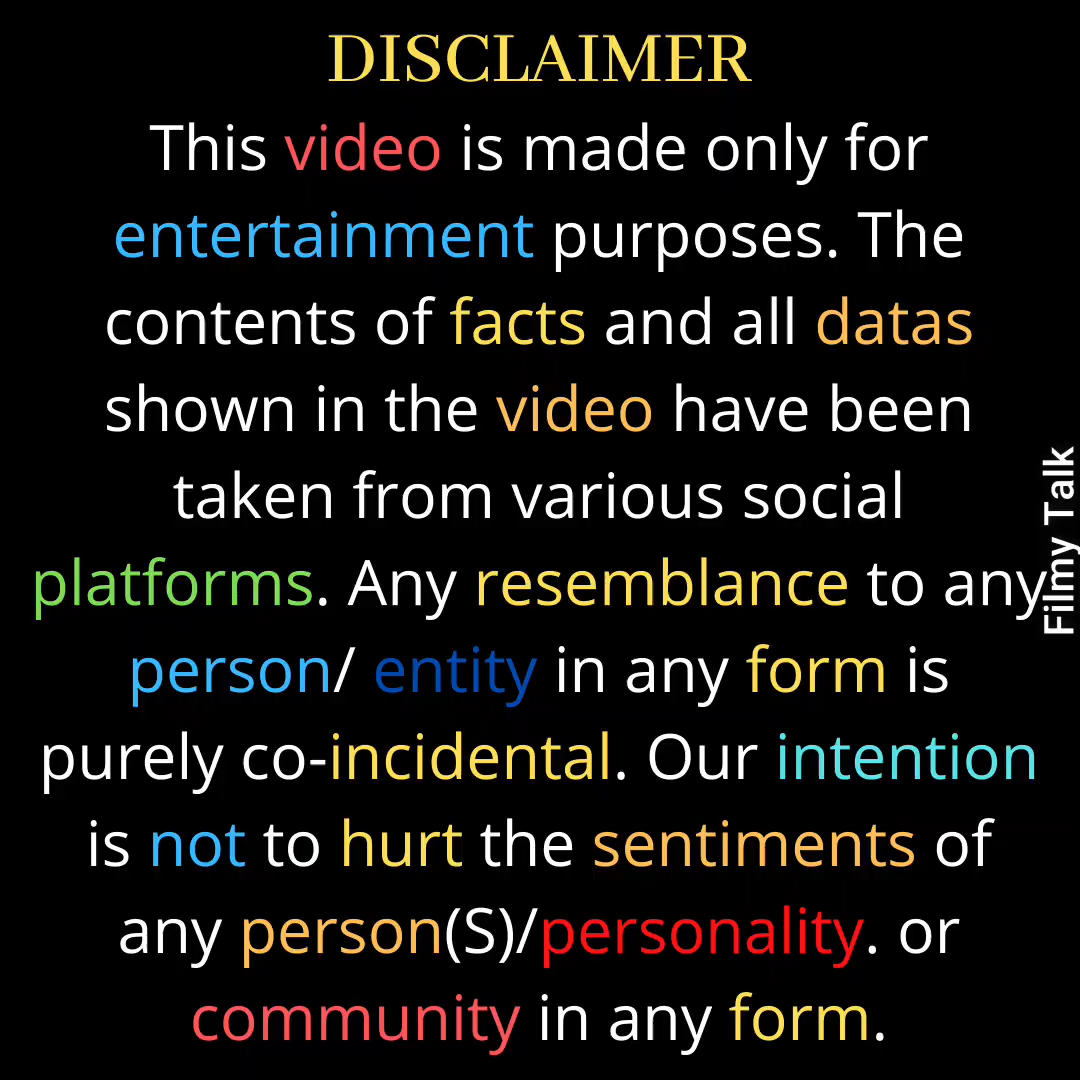 DISCLAIMER
This video is made only for
entertainment purposes. The
contents of facts and all datas
shown in the video have been
taken from various social
platforms. Any resemblance to any
person/ entity in any form is
purely co-incidental. Our intention
is not to hurt the sentiments of
any person(S)/personality. or
community in any form.
Filmy Talk